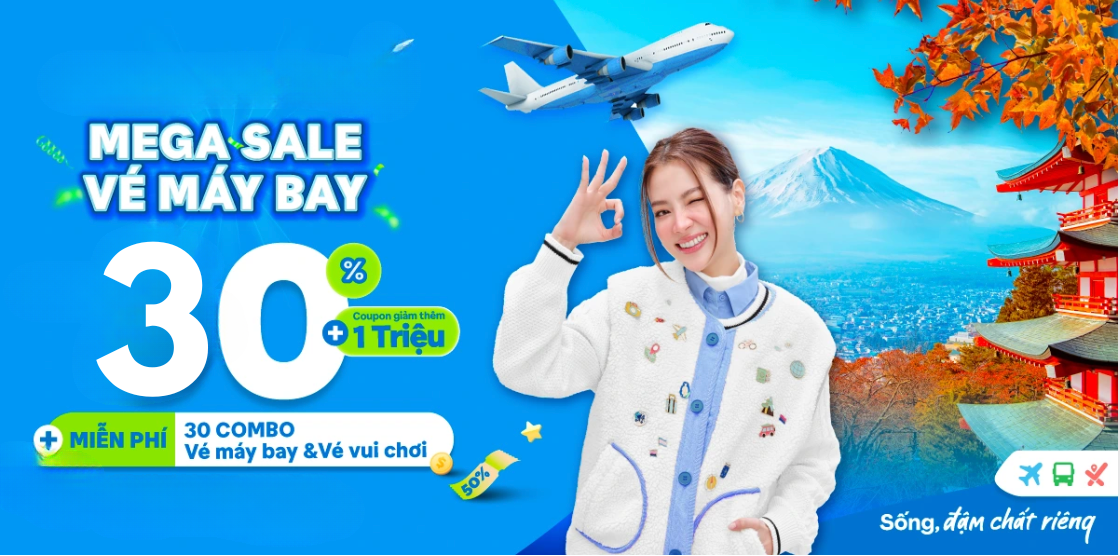 MEGA SALE
VÉ MÁY BAY
30%
Coupon giảm thêm
+ 1 Triệu
+ MIỄN PHÍ
30 COMBO
Vé máy bay &Vé vui chơi
50%
Sống, đậm chất riêng